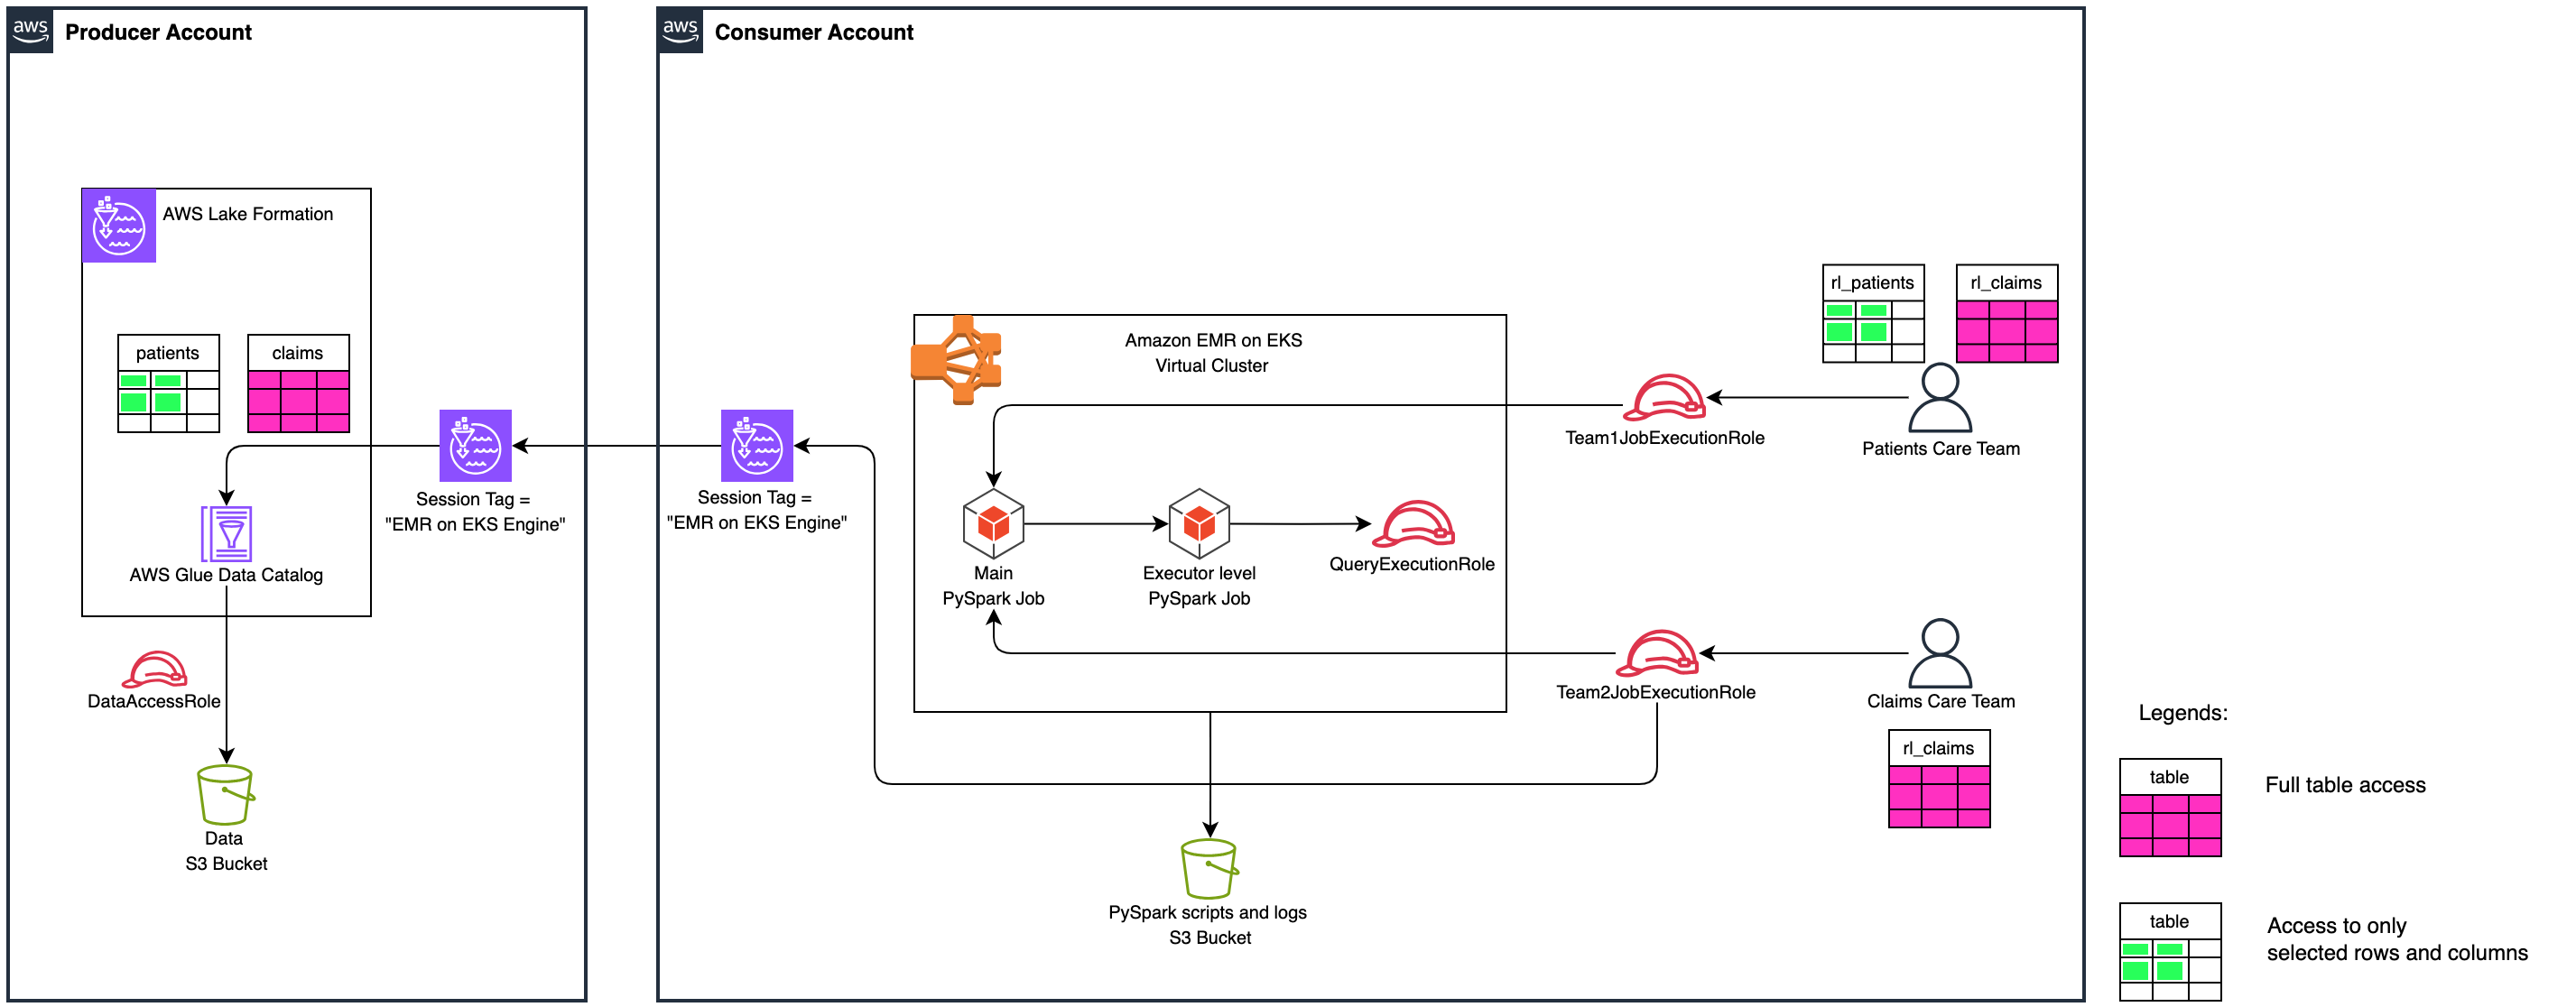 aws
Producer Account
AWS Lake Formation
patients
claims
Session Tag =
"EMR on EKS Engine"
AWS Glue Data Catalog
DataAccessRole
Data
S3 Bucket
aws
Consumer Account
Session Tag =
"EMR on EKS Engine"
Amazon EMR on EKS
Virtual Cluster
Main
PySpark Job
Executor level
PySpark Job
QueryExecutionRole
Team1JobExecutionRole
rl_patients
rl_claims
Patients Care Team
Team2JobExecutionRole
Claims Care Team
rl_claims
PySpark scripts and logs
S3 Bucket
Legends:
table
Full table access
table
Access to only
selected rows and columns